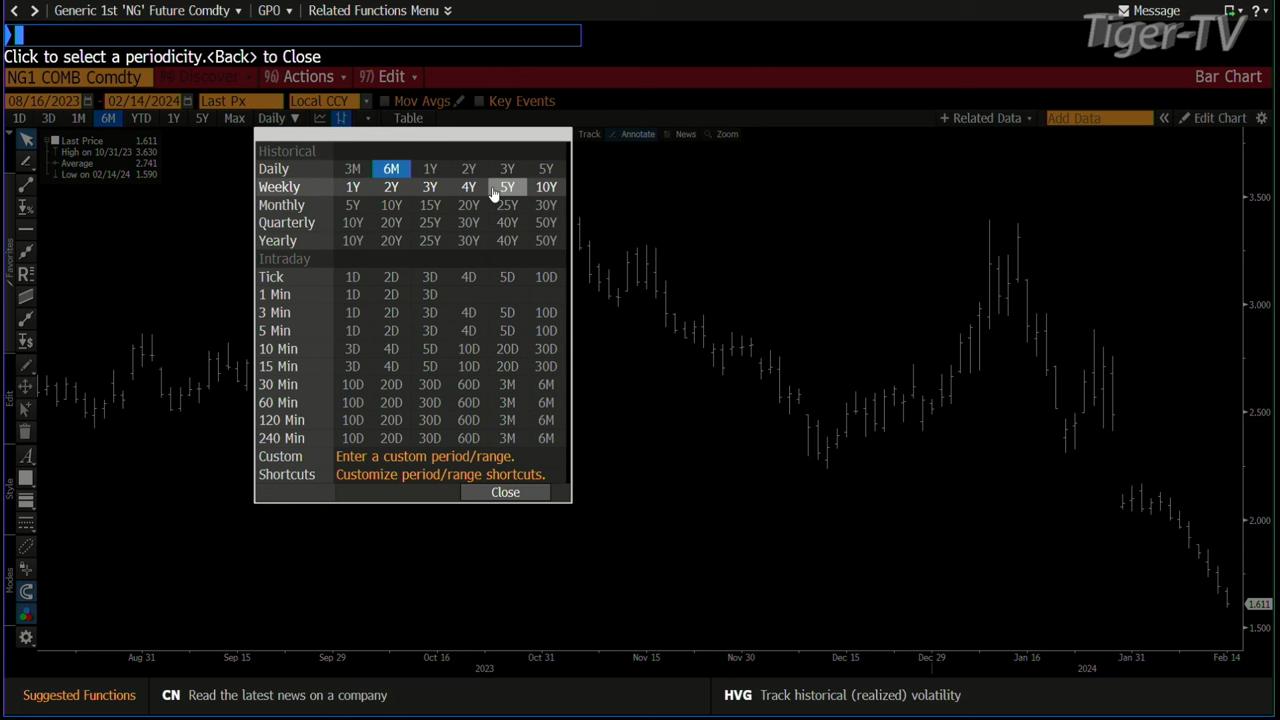 Generic 1st 'NG' Future Comdty GPO Related Functions Menu Message ?
Tiger-TV
Click to select a periodicity.<Back> to Close
NG1 COMB Comdty 94) Discover 96) Actions 97) Edit Bar Chart
08/16/2023 - 02/14/2024 Last Px Local CCY Mov Avgs Key Events
1D 3D 1M 6M YTD 1Y 5Y Max Daily ▼ Table + Related Data Add Data « Edit Chart
Track Annotate News Zoom
Last Price 1.611
High on 10/31/23 3.630
Average 2.741
Low on 02/14/24 1.590
Historical
Daily 3M 6M 1Y 2Y 3Y 5Y
Weekly 1Y 2Y 3Y 4Y 5Y 10Y
Monthly 5Y 10Y 15Y 20Y 25Y 30Y
Quarterly 10Y 20Y 25Y 30Y 40Y 50Y
Yearly 10Y 20Y 25Y 30Y 40Y 50Y
Intraday
Tick 1D 2D 3D 4D 5D 10D
1 Min 1D 2D 3D
3 Min 1D 2D 3D 4D 5D 10D
5 Min 1D 2D 3D 4D 5D 10D
10 Min 3D 4D 5D 10D 20D 30D
15 Min 3D 4D 5D 10D 20D 30D
30 Min 10D 20D 30D 60D 3M 6M
60 Min 10D 20D 30D 60D 3M 6M
120 Min 10D 20D 30D 60D 3M 6M
240 Min 10D 20D 30D 60D 3M 6M
Custom Enter a custom period/range.
Shortcuts Customize period/range shortcuts.
Close
Favorites
Edit
Style
Modes
3.500
3.000
2.500
2.000
1.611
1.500
Aug 31 Sep 15 Sep 29 Oct 16 Oct 31 Nov 15 Nov 30 Dec 15 Dec 29 Jan 16 Jan 31 Feb 14
2023 2024
Suggested Functions CN Read the latest news on a company HVG Track historical (realized) volatility